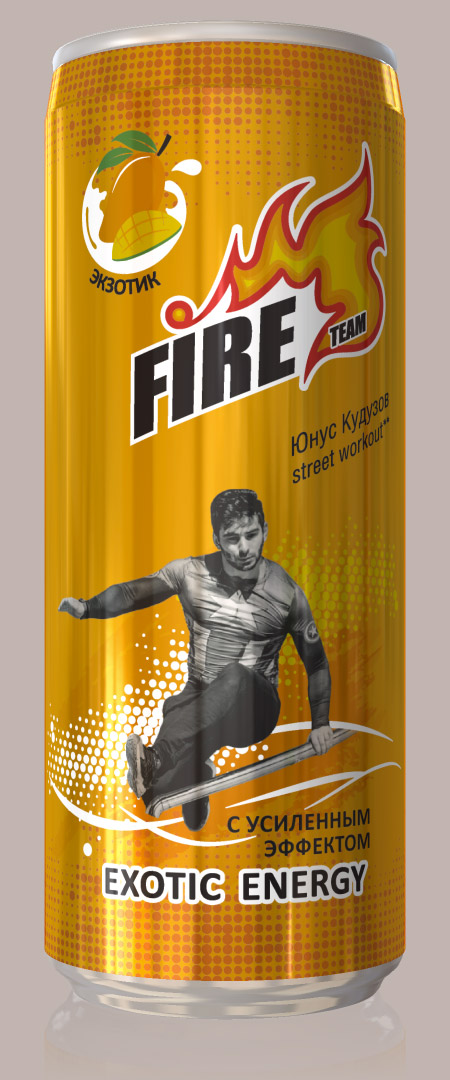 ЭКЗОТИК
FIRE
TEAM
Юнус Кудузов
street workout**
С УСИЛЕННЫМ
ЭФФЕКТОМ
EXOTIC ENERGY